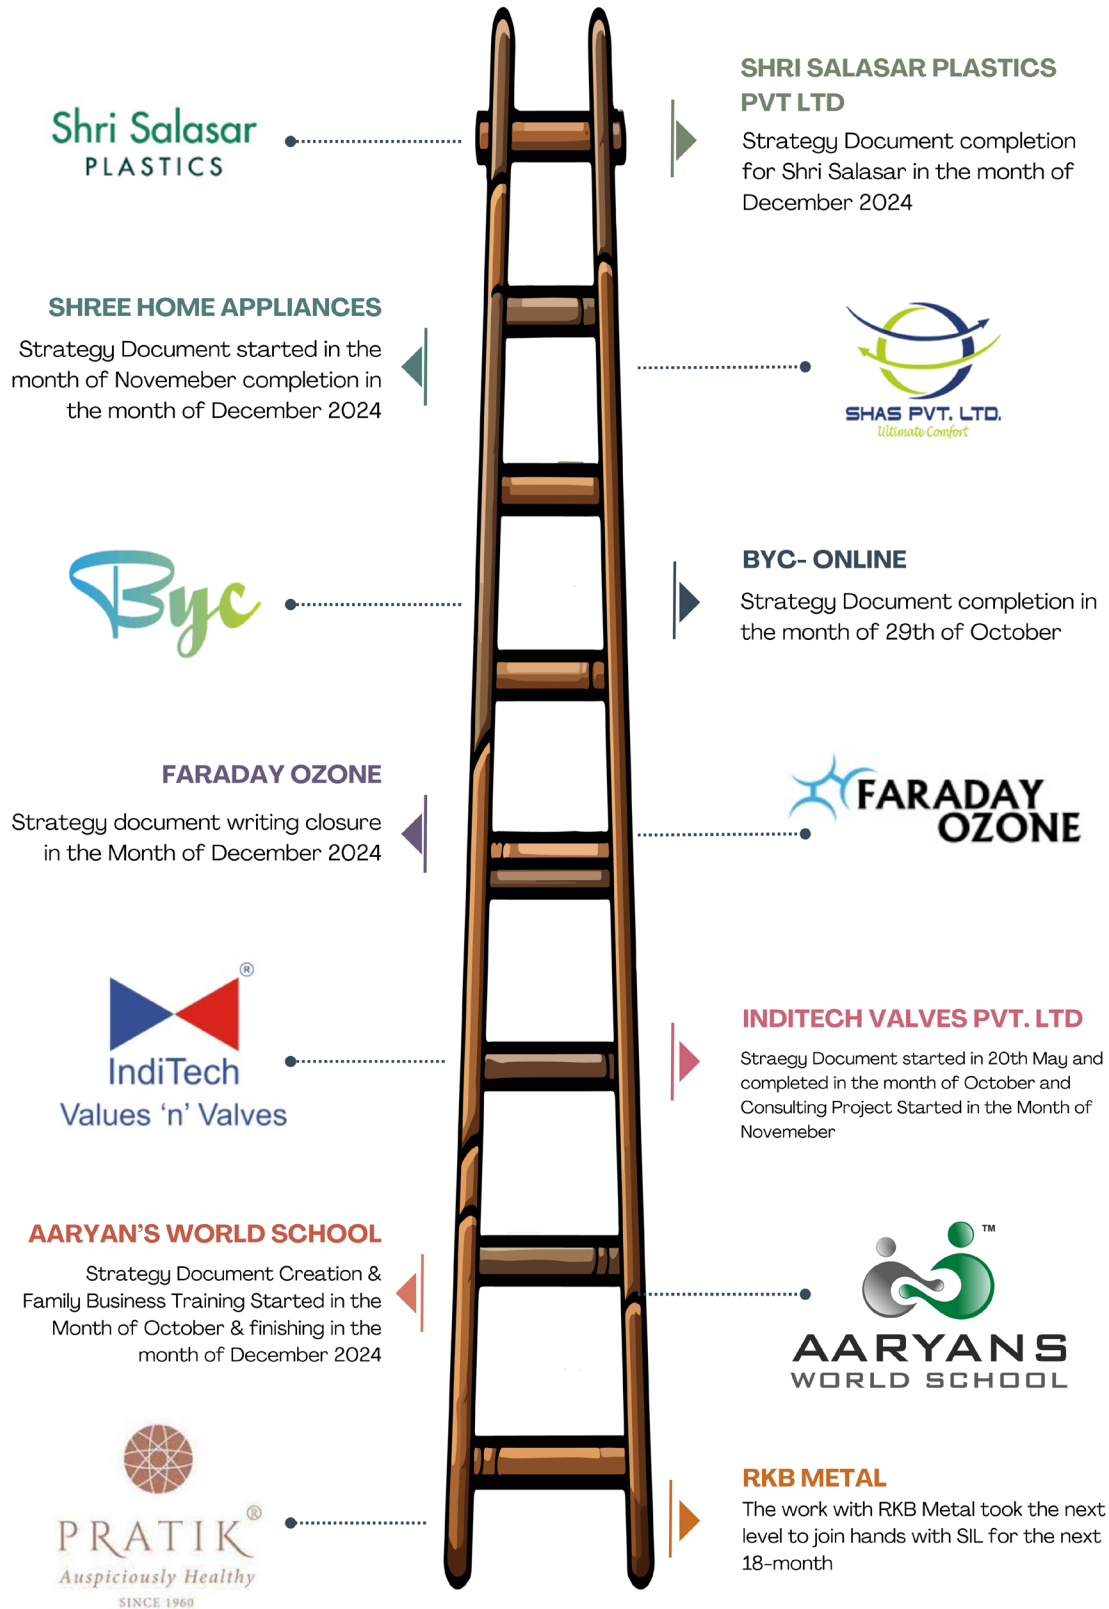 Shri Salasar
PLASTICS
SHRI SALASAR PLASTICS
PVT LTD
Strategy Document completion
for Shri Salasar in the month of
December 2024
SHREE HOME APPLIANCES
Strategy Document started in the
month of Novemeber completion in
the month of December 2024
SHAS PVT. LTD.
Ultimate Comfort
Byc
BYC- ONLINE
Strategy Document completion in
the month of 29th of October
FARADAY OZONE
Strategy document writing closure
in the Month of December 2024
FARADAY
OZONE
®
IndiTech
Values ‘n’ Valves
INDITECH VALVES PVT. LTD
Straegy Document started in 20th May and
completed in the month of October and
Consulting Project Started in the Month of
Novemeber
AARYAN’S WORLD SCHOOL
Strategy Document Creation &
Family Business Training Started in the
Month of October & finishing in the
month of December 2024
TM
AARYANS
WORLD SCHOOL
PRATIK®
Auspiciously Healthy
SINCE 1960
RKB METAL
The work with RKB Metal took the next
level to join hands with SIL for the next
18-month